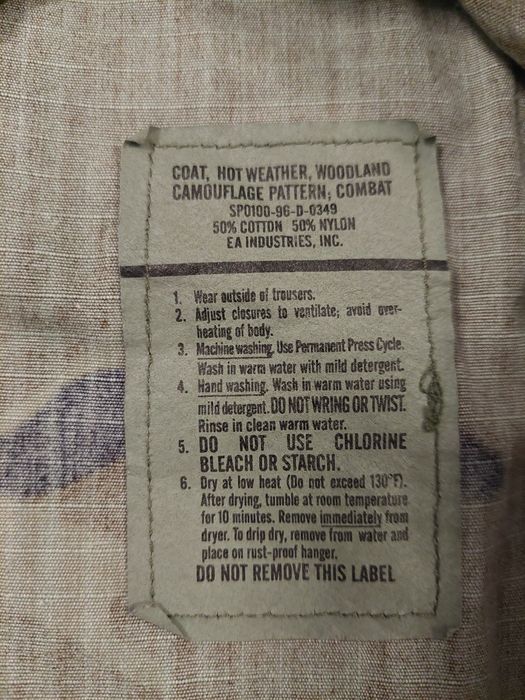 COAT, HOT WEATHER, WOODLAND
CAMOUFLAGE PATTERN; COMBAT
SPO100-96-D-0349
50% COTTON 50% NYLON
EA INDUSTRIES, INC.
1. Wear outside of trousers.
2. Adjust closures to ventilate; avoid over-
heating of body.
3. Machine washing. Use Permanent Press Cycle.
Wash in warm water with mild detergent.
4. Hand washing. Wash in warm water using
mild detergent. DO NOT WRING OR TWIST.
Rinse in clean warm water.
5. DO NOT USE CHLORINE
BLEACH OR STARCH.
6. Dry at low heat (Do not exceed 130°F).
After drying, tumble at room temperature
for 10 minutes. Remove immediately from
dryer. To drip dry, remove from water and
place on rust-proof hanger.
DO NOT REMOVE THIS LABEL